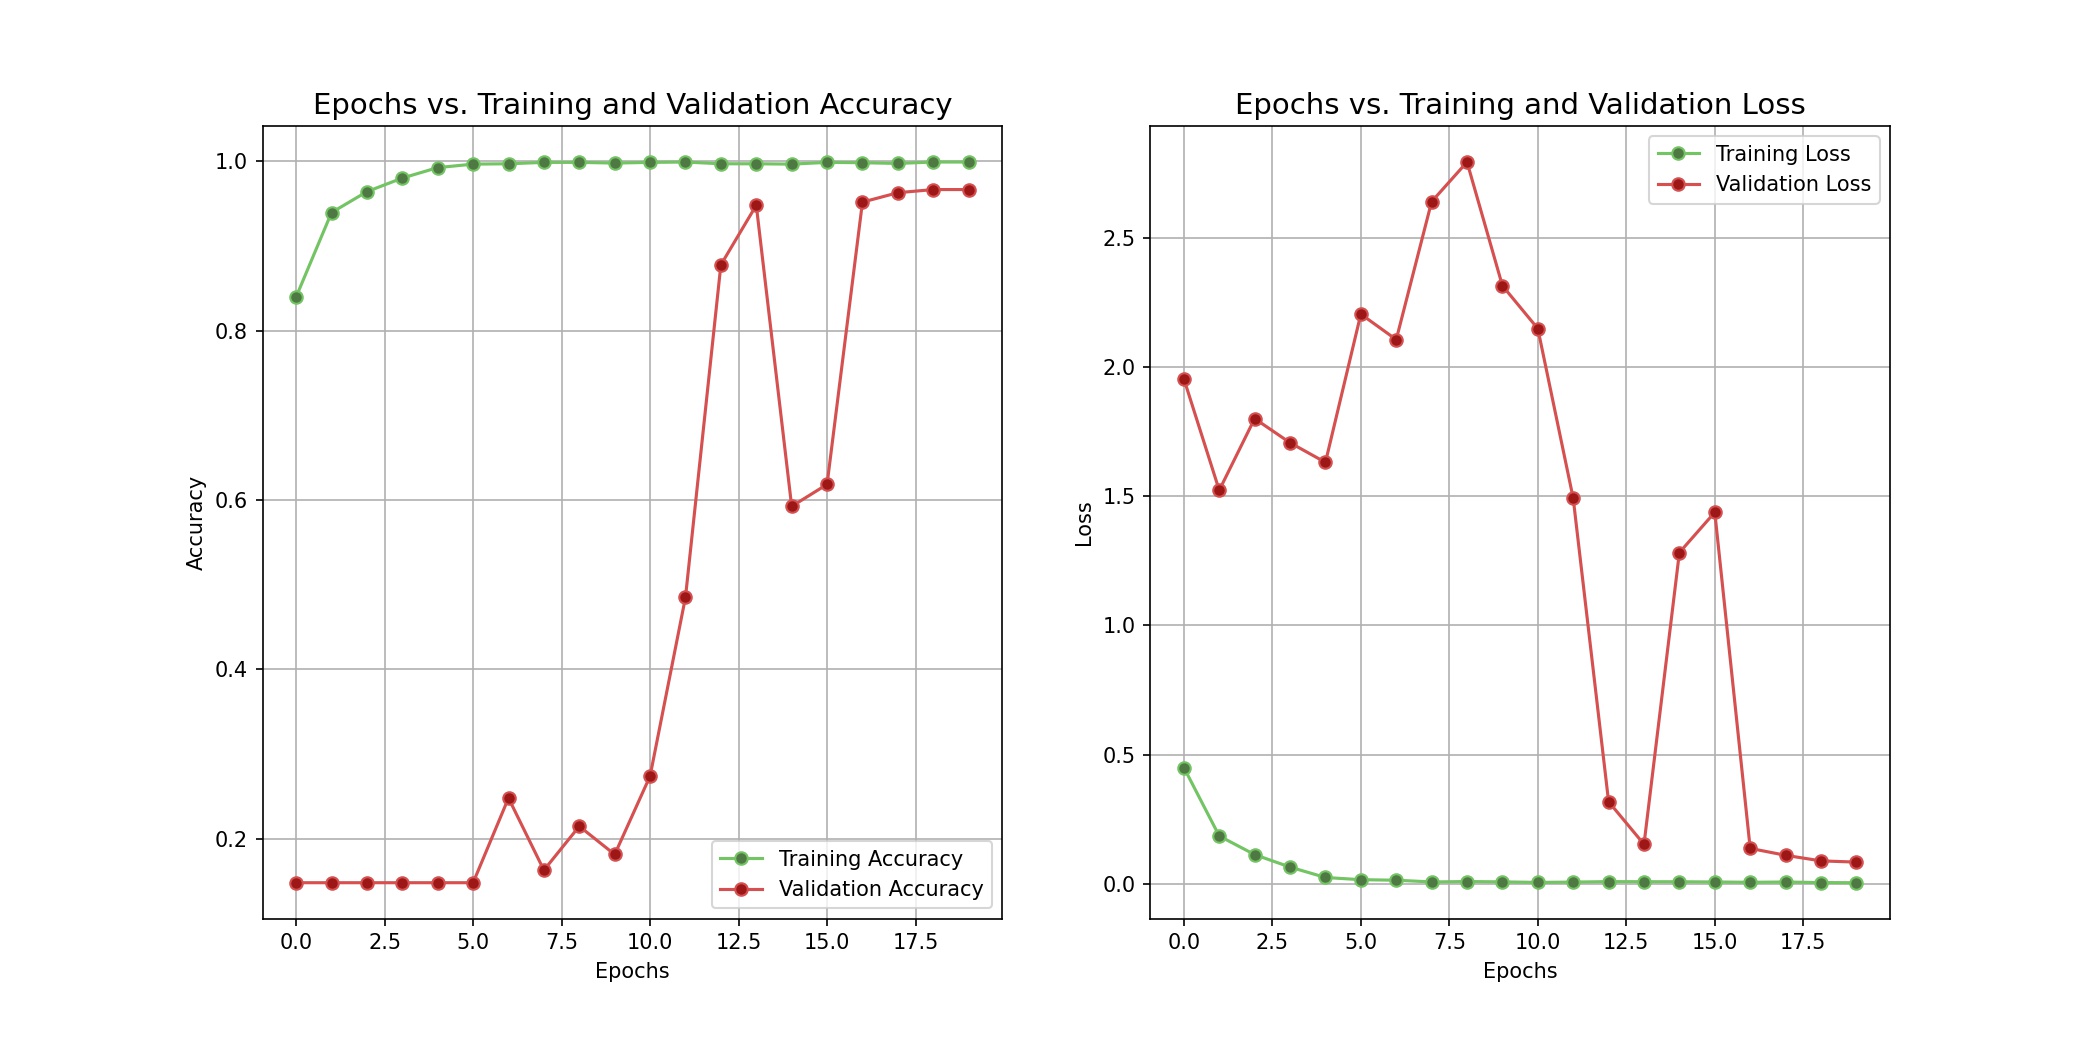 Epochs vs. Training and Validation Accuracy
1.0
0.8
0.6
0.4
0.2
Accuracy
0.0 2.5 5.0 7.5 10.0 12.5 15.0 17.5
Epochs
Training Accuracy
Validation Accuracy
Epochs vs. Training and Validation Loss
2.5
2.0
1.5
1.0
0.5
0.0
Loss
0.0 2.5 5.0 7.5 10.0 12.5 15.0 17.5
Epochs
Training Loss
Validation Loss